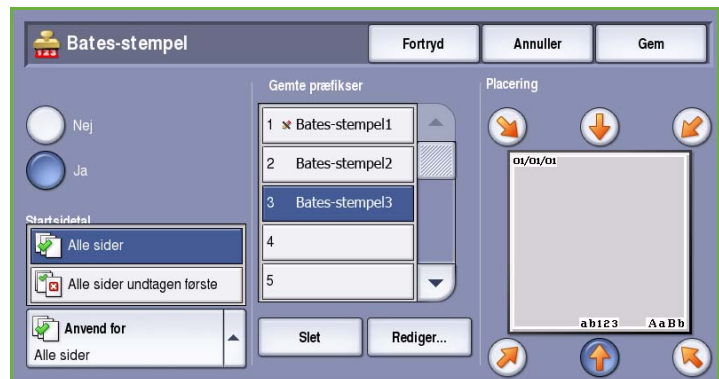 123
Bates-stempel
Fortryd
Annuller
Gem
Nej
Ja
Startsidetal
Alle sider
Alle sider undtagen første
Anvend for
Alle sider
Gemte præfikser
1 Bates-stempel1
2 Bates-stempel2
3 Bates-stempel3
4
5
Slet
Rediger...
Placering
01/01/01
ab123
AaBb